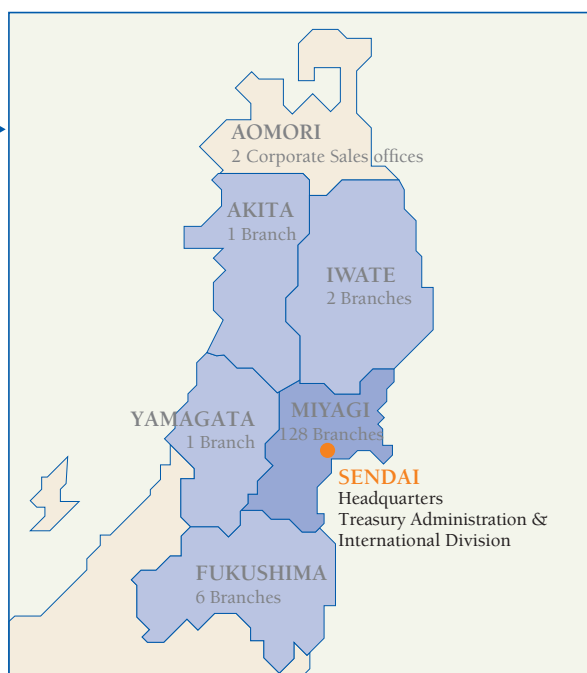 AOMORI
2 Corporate Sales offices
AKITA
1 Branch
IWATE
2 Branches
YAMAGATA
1 Branch
MIYAGI
128 Branches
SENDAI
Headquarters
Treasury Administration &
International Division
FUKUSHIMA
6 Branches